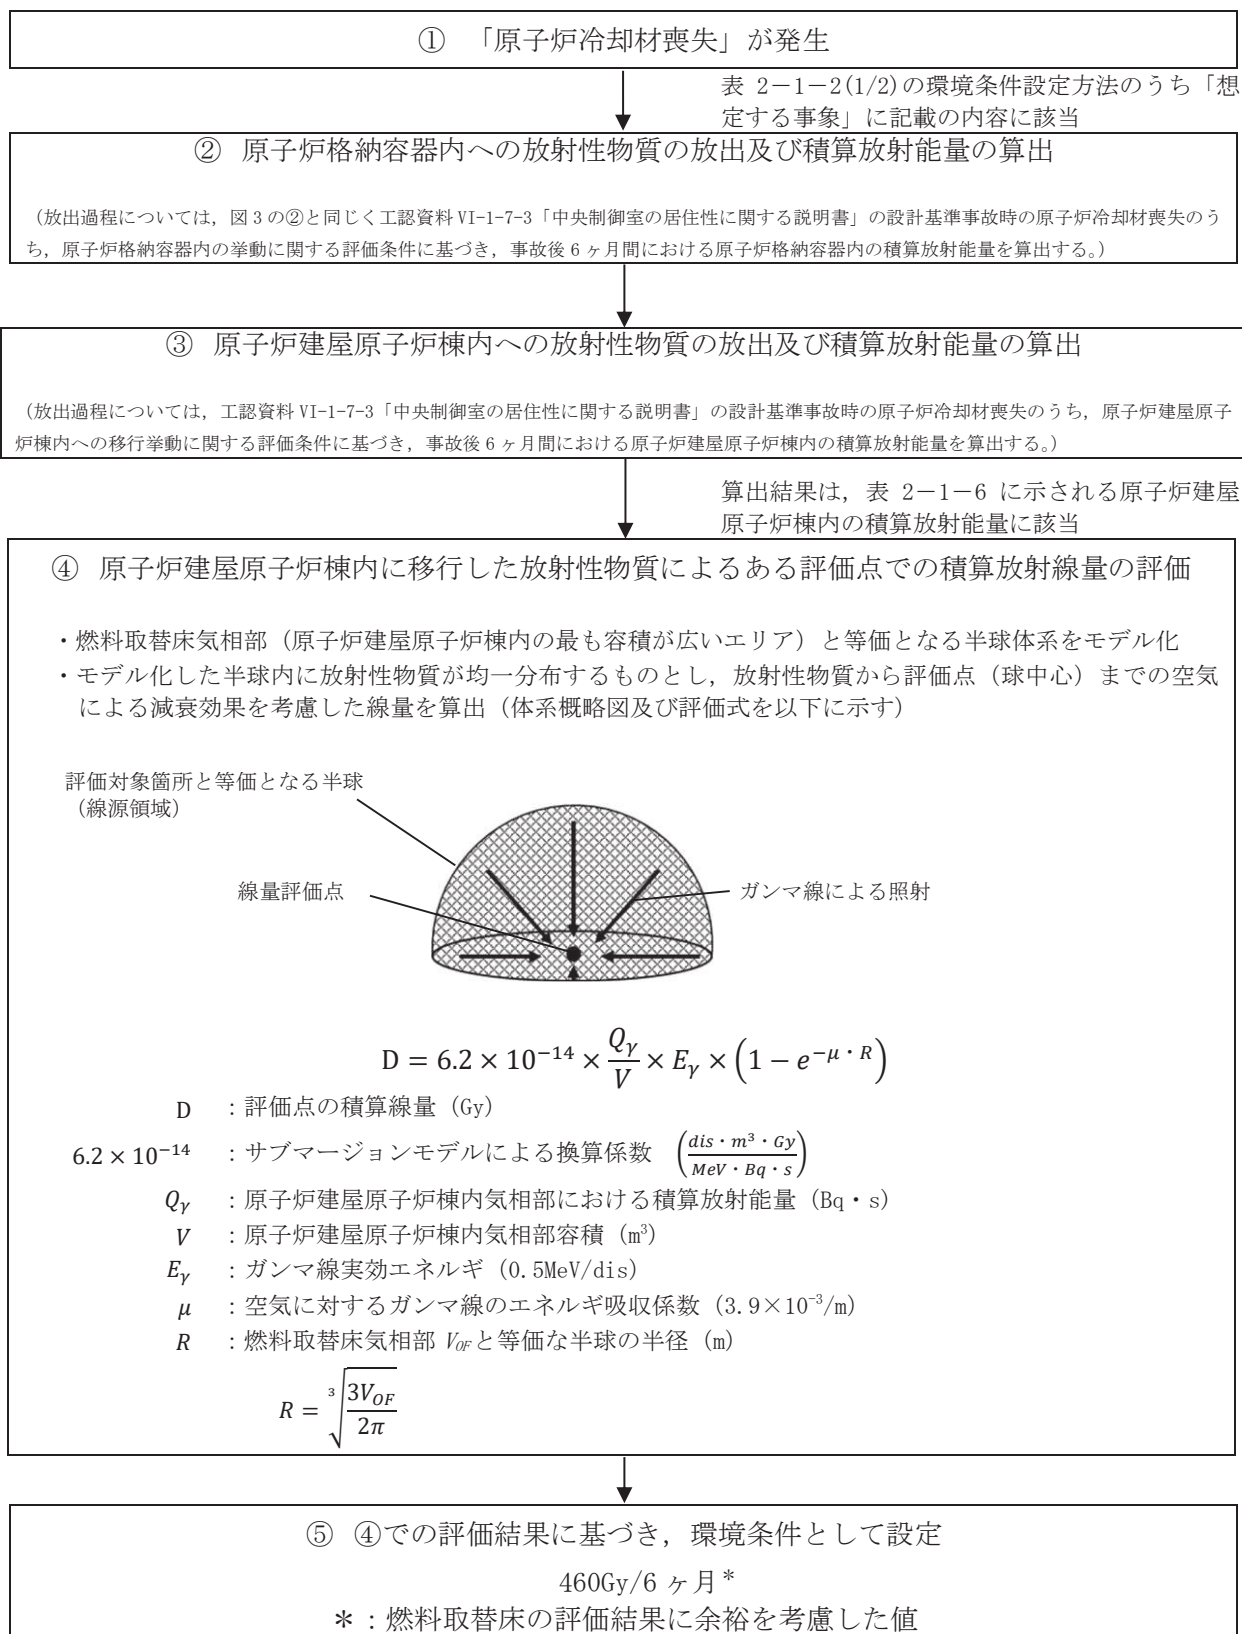 ① 「原子炉冷却材喪失」が発生
表 2-1-2(1/2)の環境条件設定方法のうち「想
定する事象」に記載の内容に該当
② 原子炉格納容器内への放射性物質の放出及び積算放射能量の算出
（放出過程については，図 3 の②と同じく工認資料 VI-1-7-3「中央制御室の居住性に関する説明書」の設計基準事故時の原子炉冷却材喪失のう
ち，原子炉格納容器内の挙動に関する評価条件に基づき，事故後 6 ヶ月間における原子炉格納容器内の積算放射能量を算出する。）
③ 原子炉建屋原子炉棟内への放射性物質の放出及び積算放射能量の算出
（放出過程については，工認資料 VI-1-7-3「中央制御室の居住性に関する説明書」の設計基準事故時の原子炉冷却材喪失のうち，原子炉建屋原子
炉棟内への移行挙動に関する評価条件に基づき，事故後 6 ヶ月間における原子炉建屋原子炉棟内の積算放射能量を算出する。）
算出結果は，表 2-1-6 に示される原子炉建屋
原子炉棟内の積算放射能量に該当
④ 原子炉建屋原子炉棟内に移行した放射性物質によるある評価点での積算放射線量の評価
・燃料取替床気相部（原子炉建屋原子炉棟内の最も容積が広いエリア）と等価となる半球体系をモデル化
・モデル化した半球内に放射性物質が均一分布するものとし，放射性物質から評価点（球中心）までの空気
による減衰効果を考慮した線量を算出（体系概略図及び評価式を以下に示す）
評価対象箇所と等価となる半球
（線源領域）
線量評価点
ガンマ線による照射
D = 6.2 × 10⁻¹⁴ × Qγ/V × Eγ × (1 − e^(−μ・R))
D ：評価点の積算線量（Gy）
6.2 × 10⁻¹⁴ ：サブマージョンモデルによる換算係数 (dis・m³・Gy / MeV・Bq・s)
Qγ ：原子炉建屋原子炉棟内気相部における積算放射能量（Bq・s）
V ：原子炉建屋原子炉棟内気相部容積（m³）
Eγ ：ガンマ線実効エネルギ（0.5MeV/dis）
μ ：空気に対するガンマ線のエネルギ吸収係数（3.9×10⁻³/m）
R ：燃料取替床気相部 V_OF と等価な半球の半径（m）
R = ³√(3V_OF / 2π)
⑤ ④での評価結果に基づき，環境条件として設定
460Gy/6 ヶ月*
＊：燃料取替床の評価結果に余裕を考慮した値